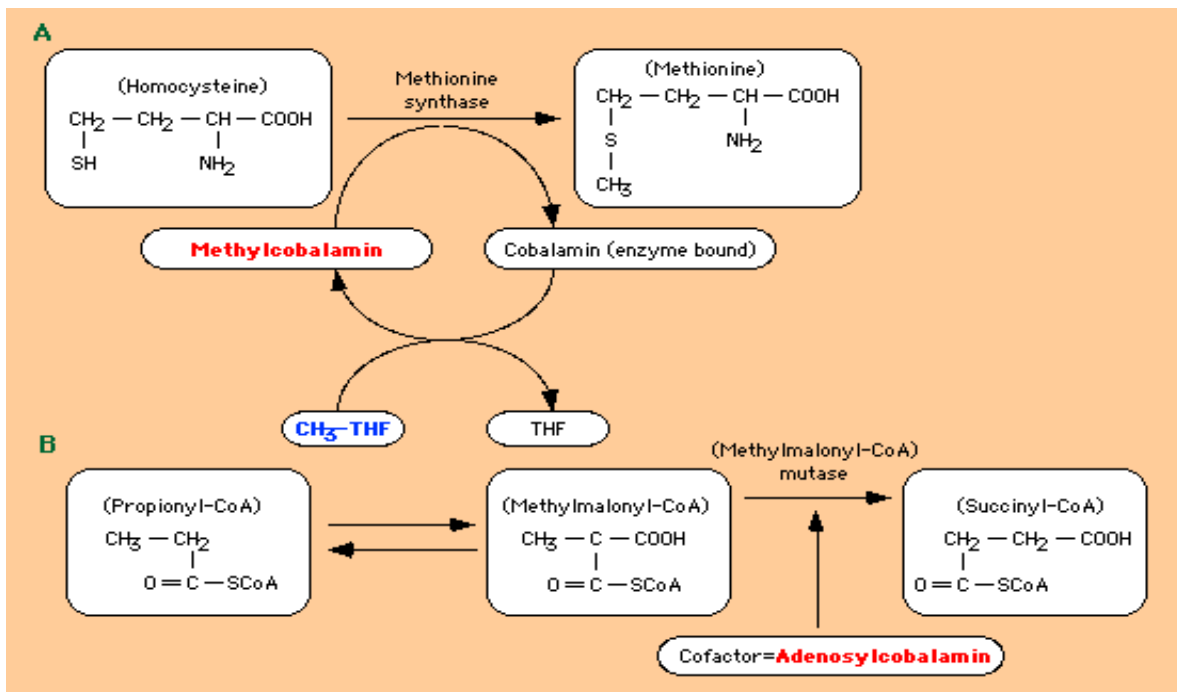 A
(Homocysteine)
CH2 — CH2 — CH — COOH
SH NH2
Methionine
synthase
(Methionine)
CH2 — CH2 — CH — COOH
S NH2
CH3
Methylcobalamin
Cobalamin (enzyme bound)
CH3-THF
THF
B
(Propionyl-CoA)
CH3 — CH2
O = C — SCoA
(Methylmalonyl-CoA)
CH3 — C — COOH
O = C — SCoA
(Methylmalonyl-CoA)
mutase
(Succinyl-CoA)
CH2 — CH2 — COOH
O = C — SCoA
Cofactor=Adenosylcobalamin